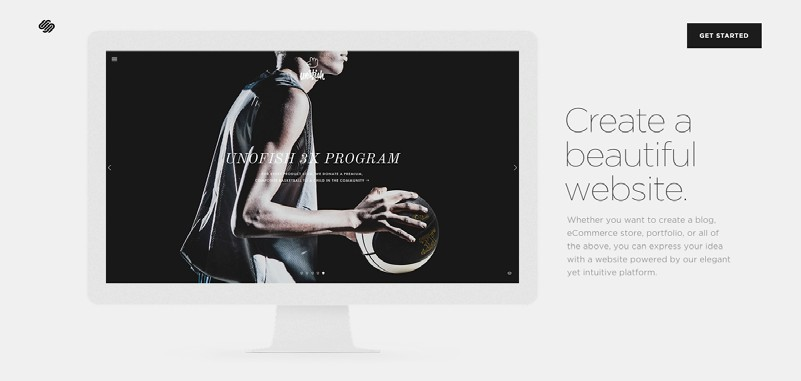 GET STARTED
UNOFISH 3X PROGRAM
Create a
beautiful
website.
Whether you want to create a blog,
eCommerce store, portfolio, or all of
the above, you can express your idea
with a website powered by our elegant
yet intuitive platform.